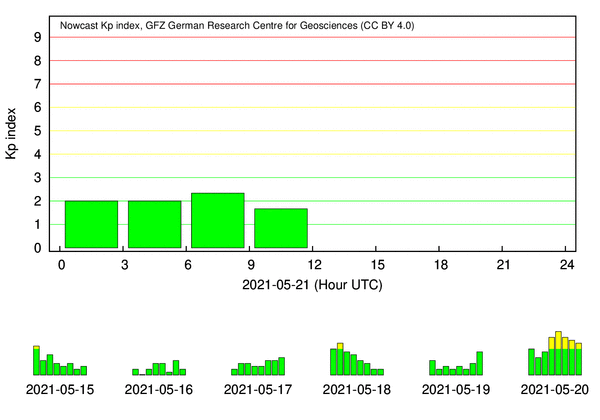 Nowcast Kp index, GFZ German Research Centre for Geosciences (CC BY 4.0)
Kp index
9
8
7
6
5
4
3
2
1
0
0 3 6 9 12 15 18 21 24
2021-05-21 (Hour UTC)
2021-05-15 2021-05-16 2021-05-17 2021-05-18 2021-05-19 2021-05-20